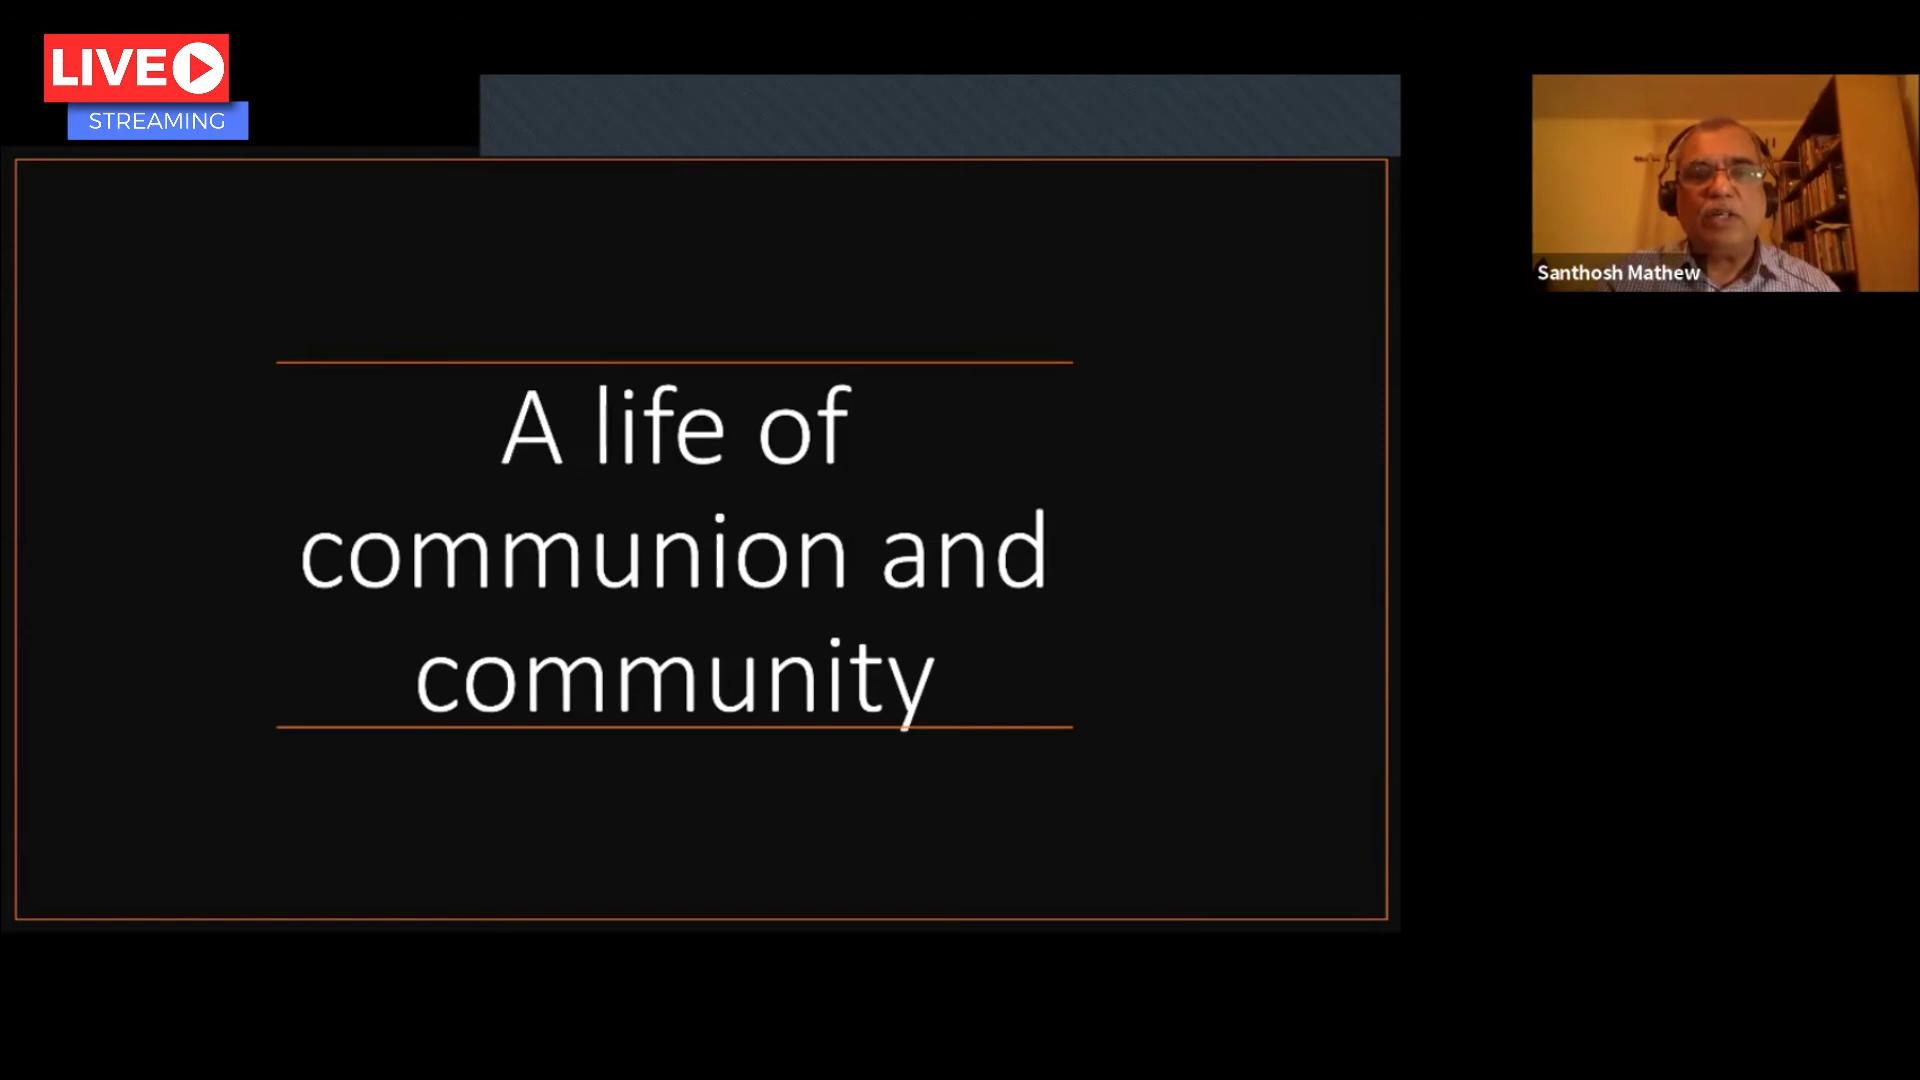 LIVE
STREAMING
A life of
communion and
community
Santhosh Mathew